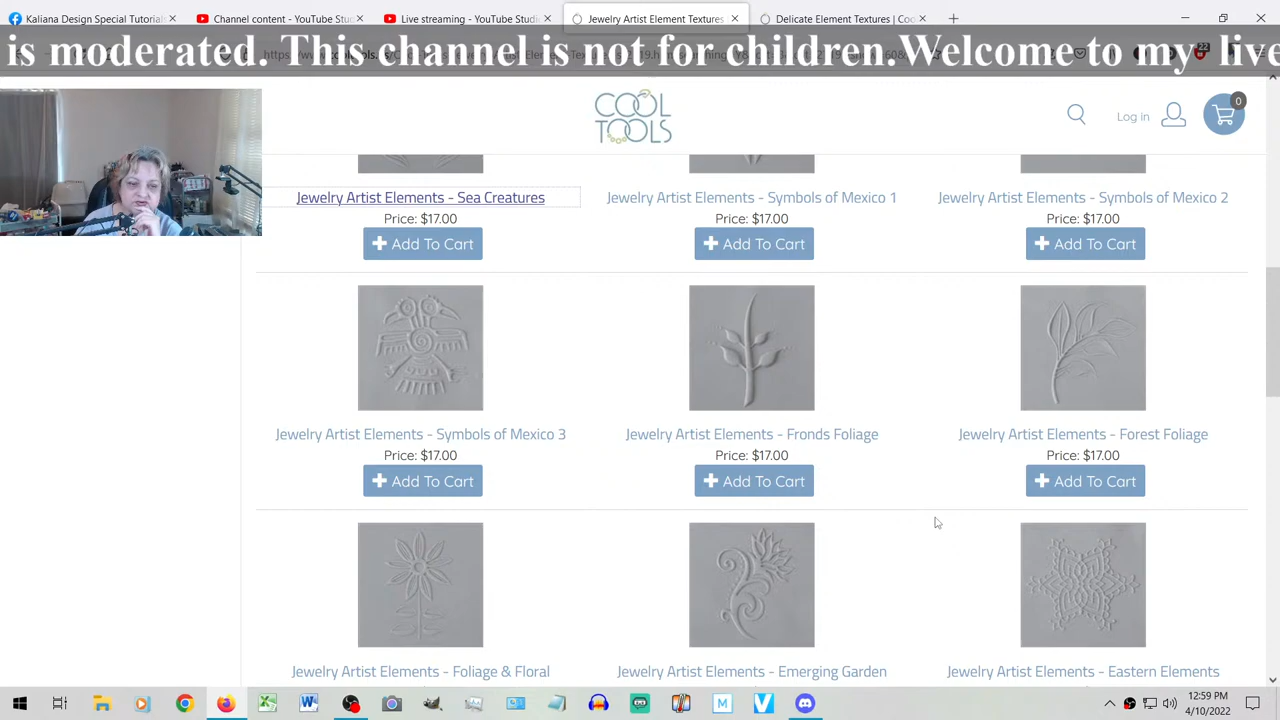 Kaliana Design Special Tutorials
Channel content - YouTube Studio
Live streaming - YouTube Studio
Jewelry Artist Element Textures
Delicate Element Textures | Coo
is moderated. This channel is not for children.Welcome to my live
22
COOL
TOOLS
Log in
0
Jewelry Artist Elements - Sea Creatures
Jewelry Artist Elements - Symbols of Mexico 1
Jewelry Artist Elements - Symbols of Mexico 2
Price: $17.00
Price: $17.00
Price: $17.00
Add To Cart
Add To Cart
Add To Cart
Jewelry Artist Elements - Symbols of Mexico 3
Jewelry Artist Elements - Fronds Foliage
Jewelry Artist Elements - Forest Foliage
Price: $17.00
Price: $17.00
Price: $17.00
Add To Cart
Add To Cart
Add To Cart
Jewelry Artist Elements - Foliage & Floral
Jewelry Artist Elements - Emerging Garden
Jewelry Artist Elements - Eastern Elements
12:59 PM
4/10/2022